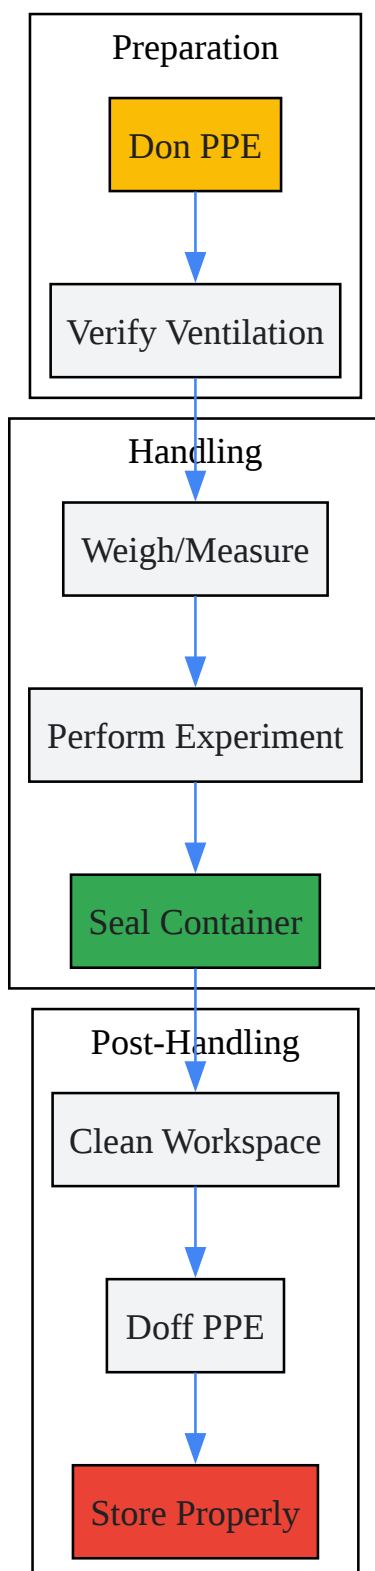 Preparation
Don PPE
Verify Ventilation
Handling
Weigh/Measure
Perform Experiment
Seal Container
Post-Handling
Clean Workspace
Doff PPE
Store Properly